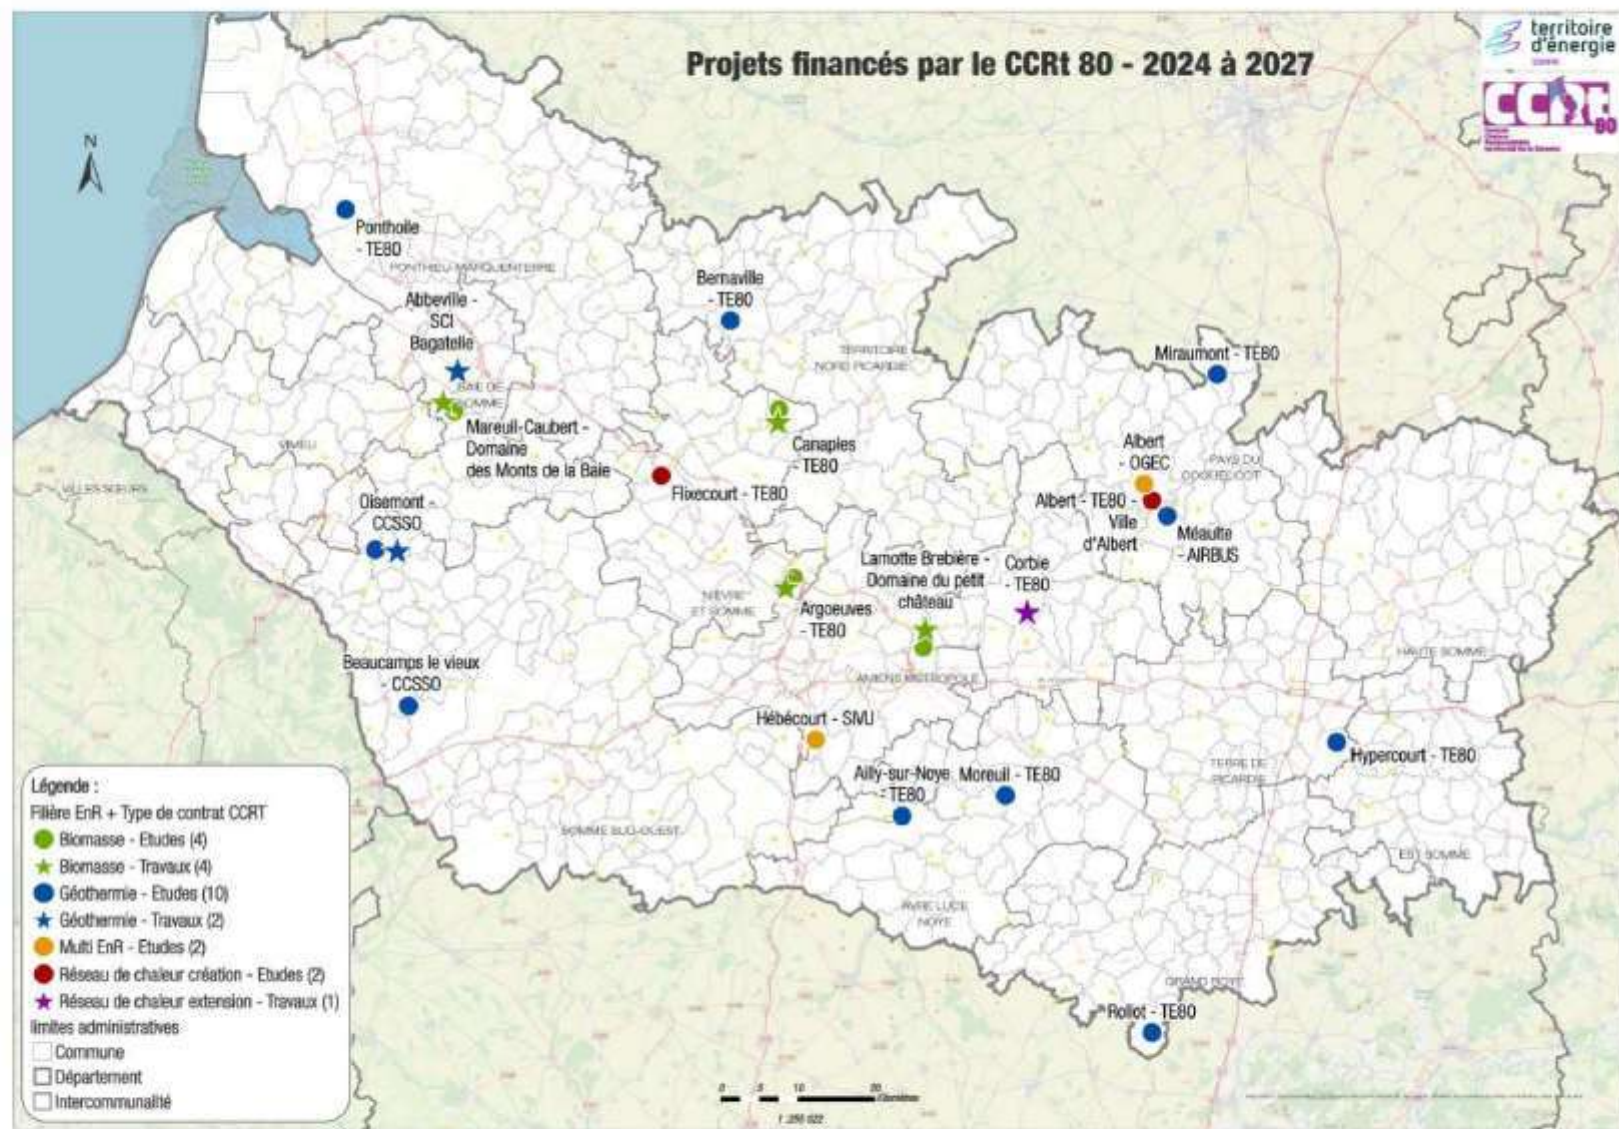 Projets financés par le CCRt 80 - 2024 à 2027
territoire
d'énergie
SOMME
CCRt
80
N
Ponthoile
- TE80
PONTHIEU-MARQUENTERRE
Bernaville
- TE80
Abbeville -
SCI
Bagatelle
TERRITOIRE
NORD PICARDIE
Miraumont - TE80
BAIE DE
SOMME
Mareuil-Caubert -
Domaine
des Monts de la Baie
VIMEU
Canaples
- TE80
Albert
- OGEC
PAYS DU
COQUELICOT
VILLES SOEURS
Flixecourt - TE80
Oisemont -
CCSSO
Albert - TE80 -
Ville
d'Albert
Méaulte
- AIRBUS
Lamotte Brebière -
Domaine du petit
château
Corbie
- TE80
NIÈVRE
ET SOMME
Argoeuves
- TE80
HAUTE SOMME
Beaucamps le vieux
- CCSSO
AMIENS METROPOLE
Hébécourt - SIVU
Hypercourt - TE80
Ailly-sur-Noye
- TE80
Moreuil - TE80
TERRE DE
PICARDIE
SOMME SUD-OUEST
EST SOMME
AVRE LUCE
NOYE
GRAND ROYE
Rollot - TE80
Légende :
Filière EnR + Type de contrat CCRT
Biomasse - Etudes (4)
Biomasse - Travaux (4)
Géothermie - Etudes (10)
Géothermie - Travaux (2)
Multi EnR - Etudes (2)
Réseau de chaleur création - Etudes (2)
Réseau de chaleur extension - Travaux (1)
limites administratives
Commune
Département
Intercommunalité
0 5 10 20
Kilomètres